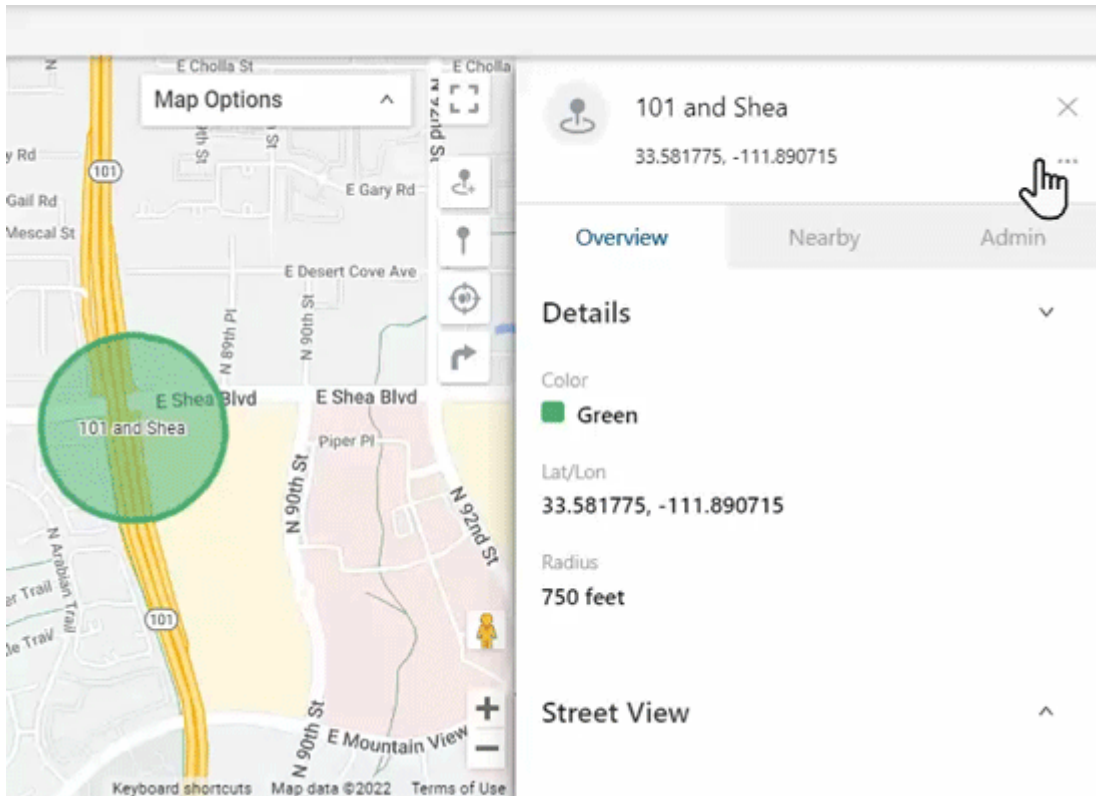 E Cholla St
E Cholla
Map Options
N 92nd St
101
E Gary Rd
Gail Rd
Mescal St
E Desert Cove Ave
N 89th Pl
N 90th St
E Shea Blvd
E Shea Blvd
101 and Shea
Piper Pl
N 90th St
N 92nd St
N Arabian Trail
Trail
101
Trail
N 90th St
E Mountain View
Keyboard shortcuts
Map data ©2022
Terms of Use
101 and Shea
33.581775, -111.890715
Overview
Nearby
Admin
Details
Color
Green
Lat/Lon
33.581775, -111.890715
Radius
750 feet
Street View